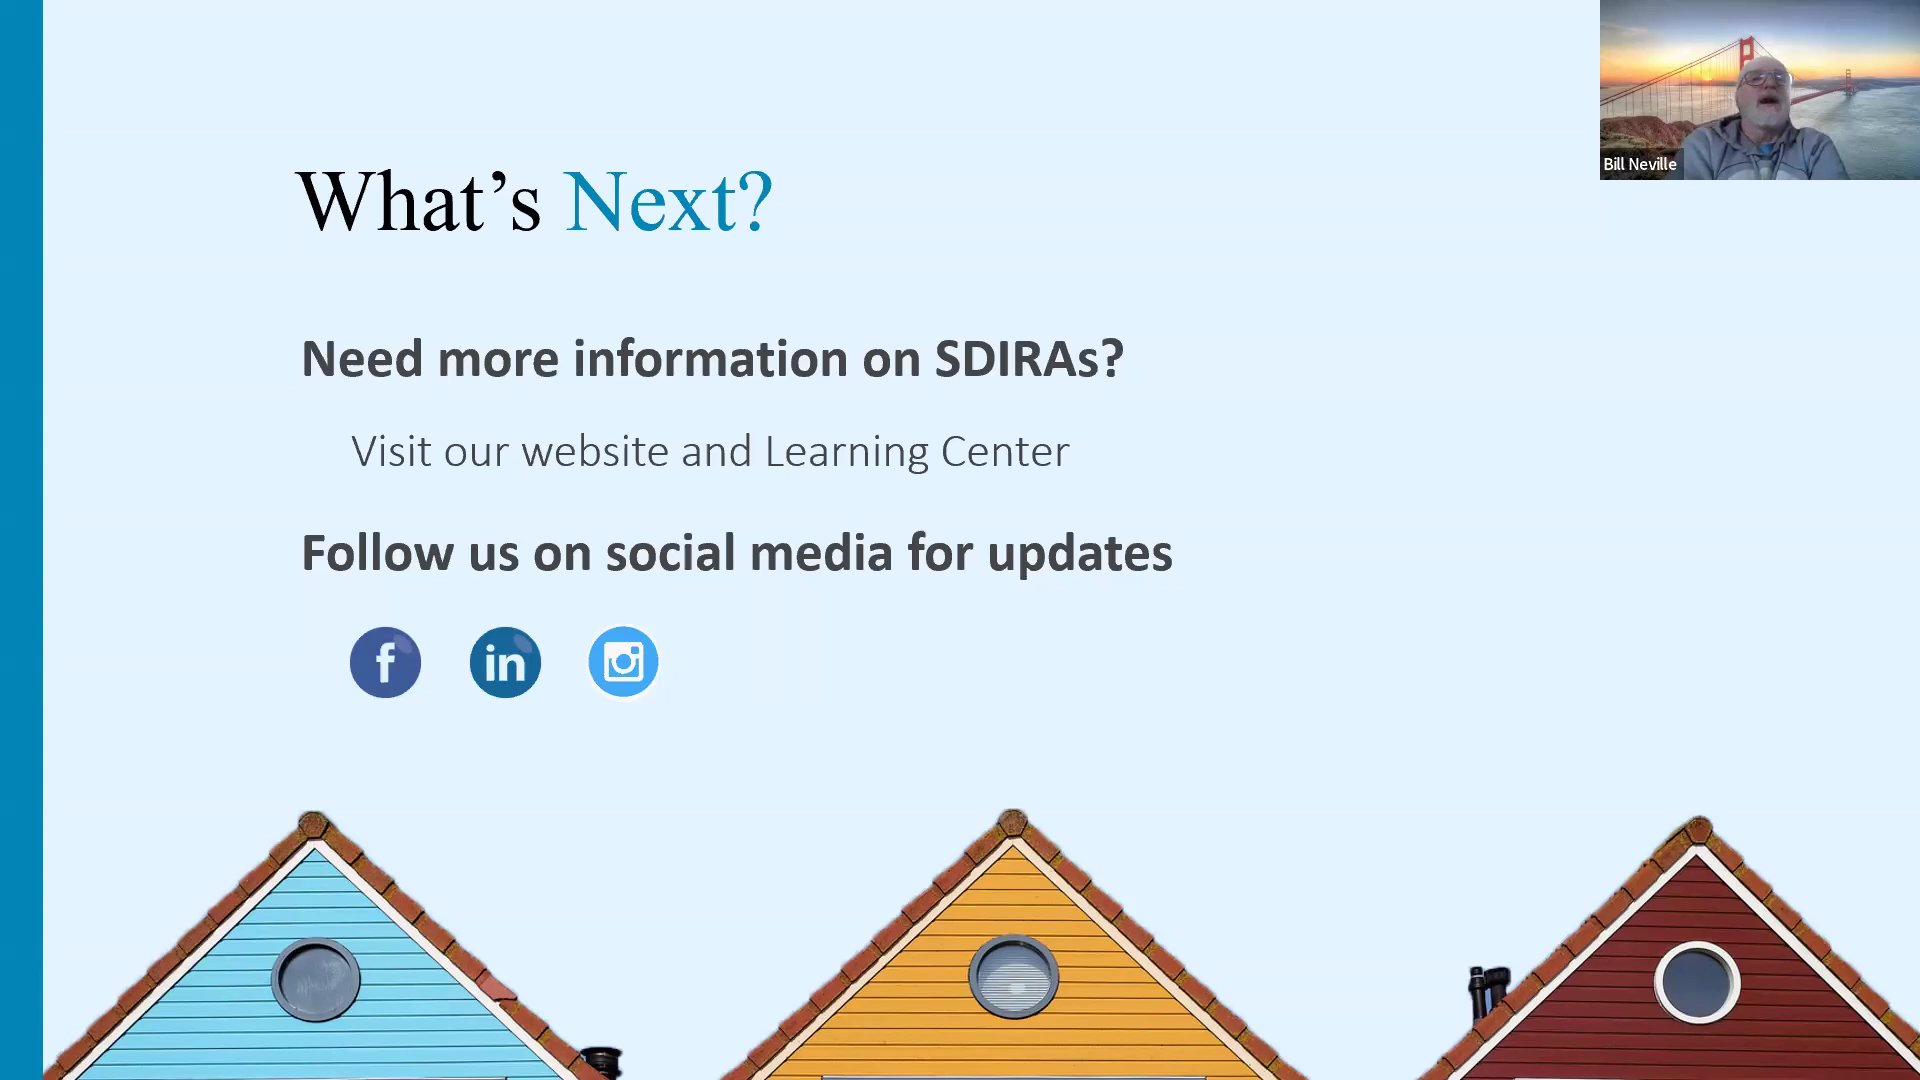 What’s Next?
Need more information on SDIRAs?
Visit our website and Learning Center
Follow us on social media for updates
f in
Bill Neville